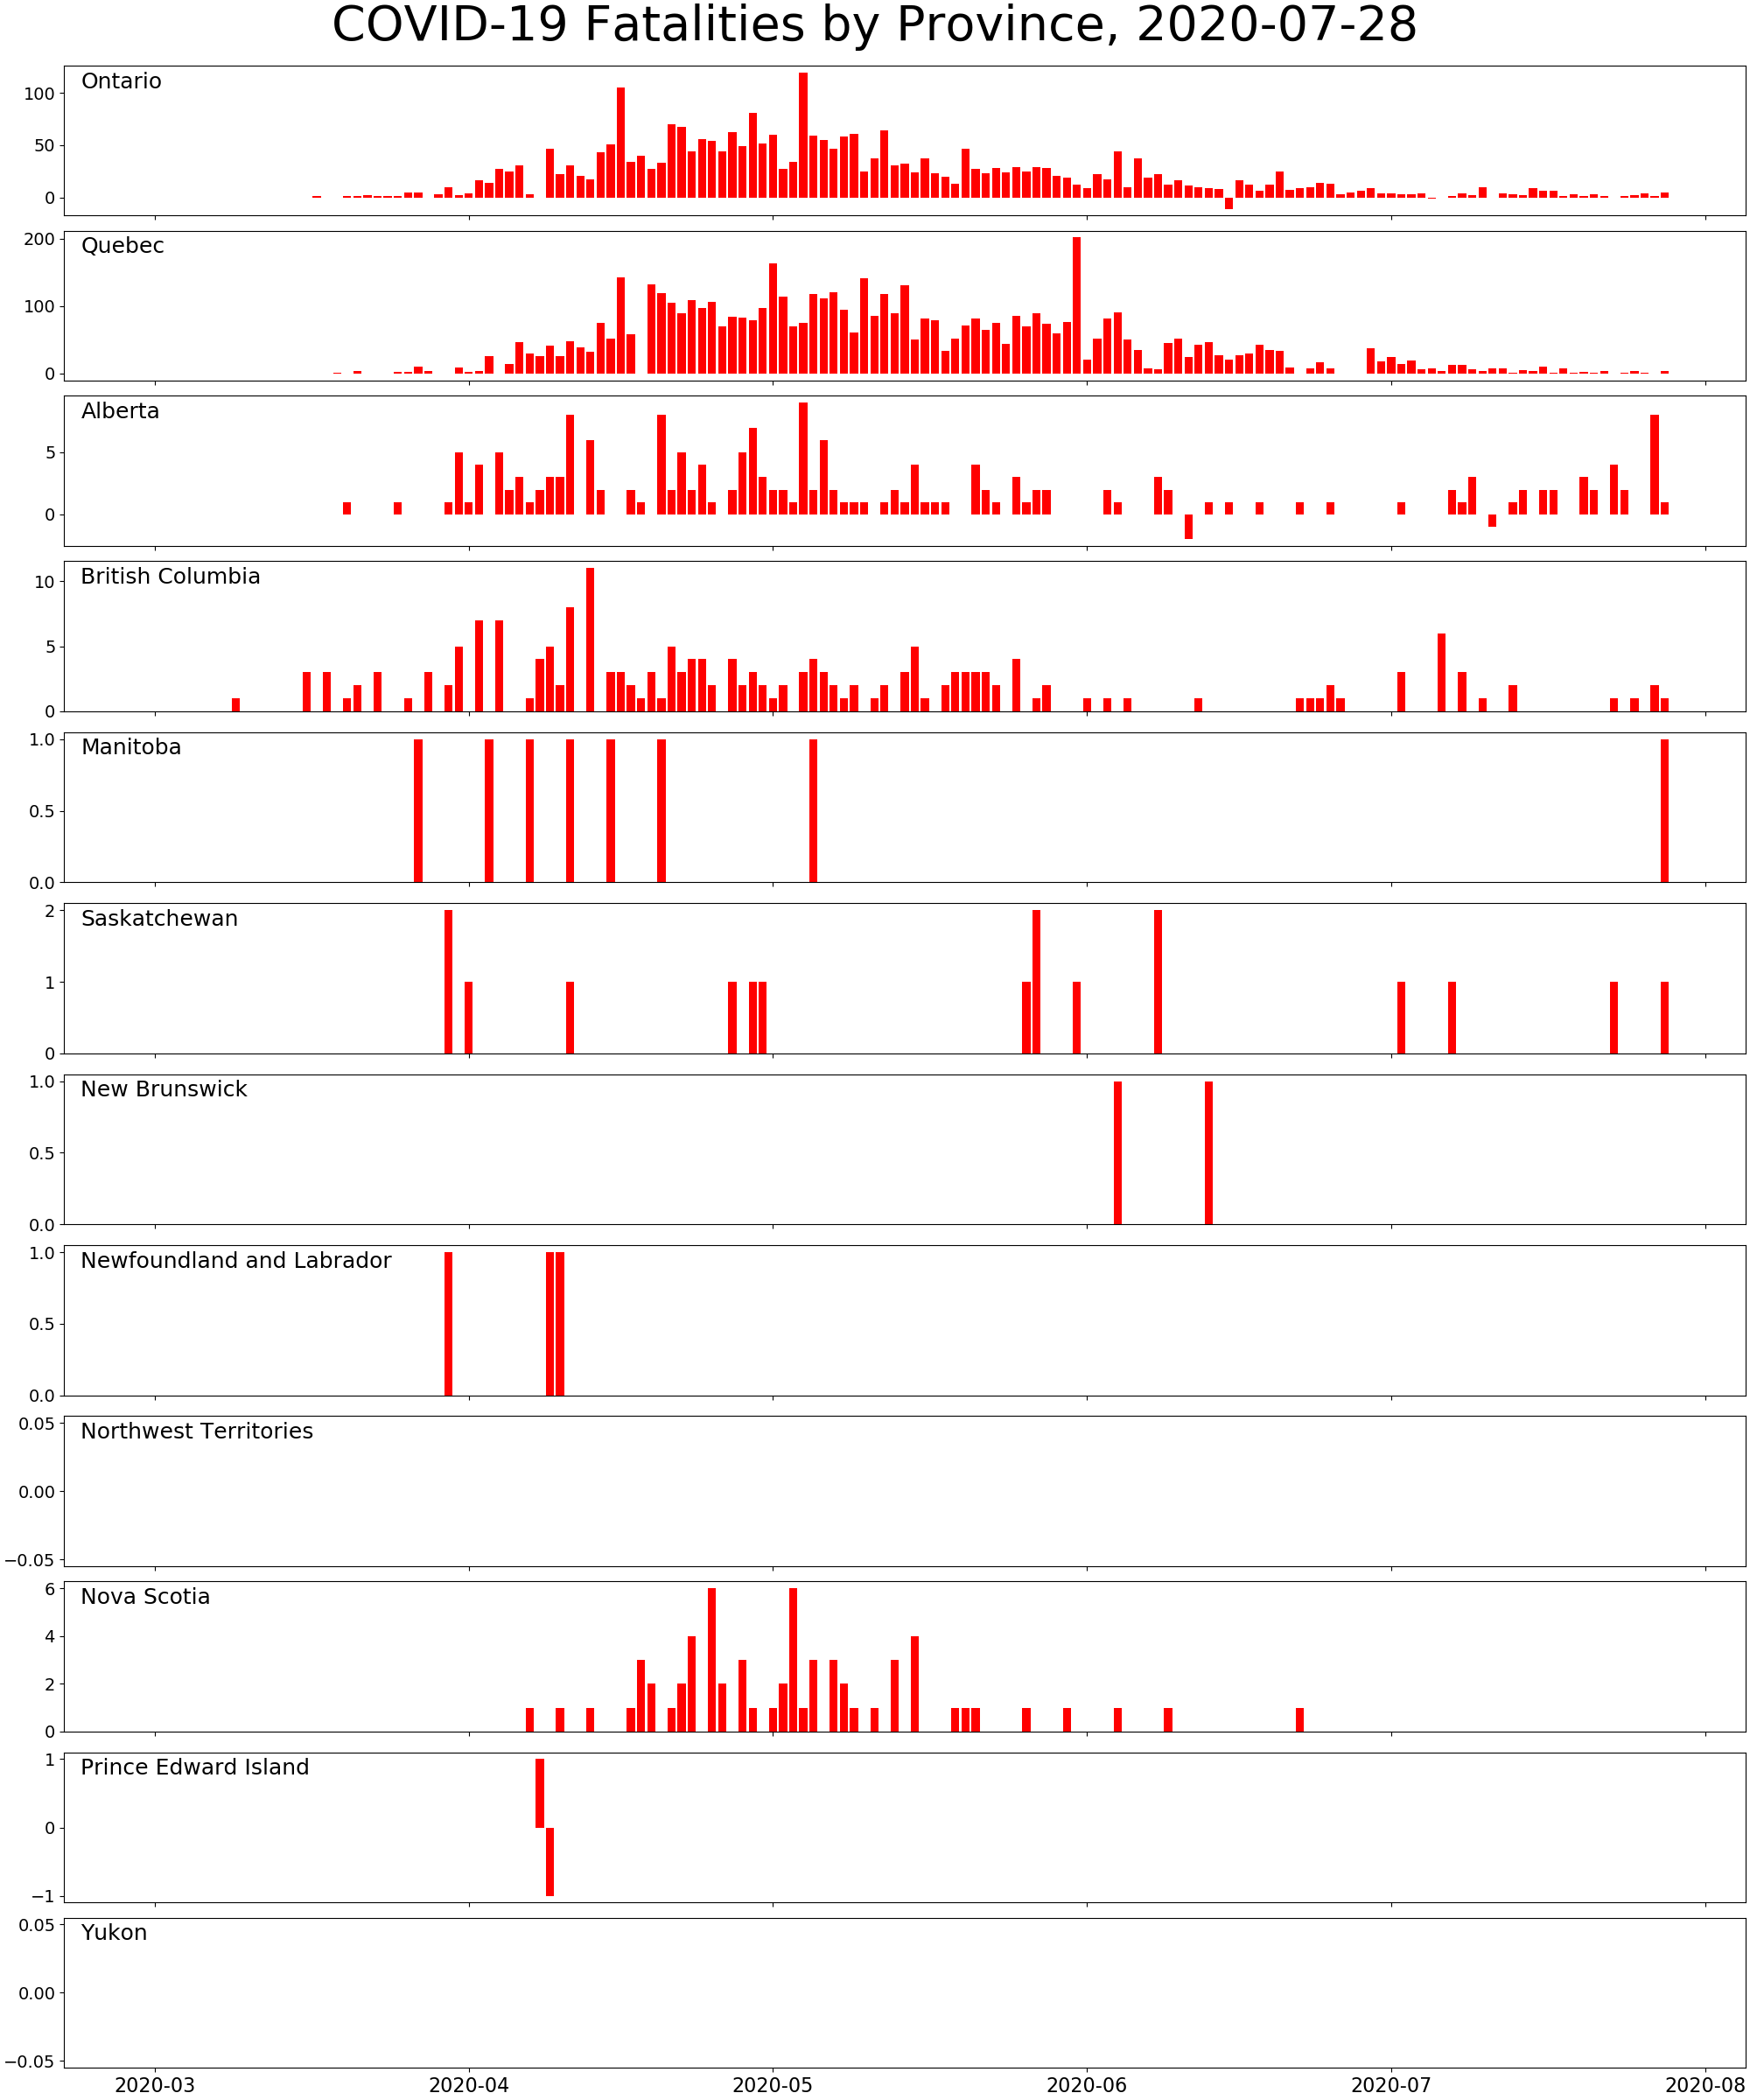 COVID-19 Fatalities by Province, 2020-07-28
Ontario
100
50
0
Quebec
200
100
0
Alberta
5
0
British Columbia
10
5
0
Manitoba
1.0
0.5
0.0
Saskatchewan
2
1
0
New Brunswick
1.0
0.5
0.0
Newfoundland and Labrador
1.0
0.5
0.0
Northwest Territories
0.05
0.00
−0.05
Nova Scotia
6
4
2
0
Prince Edward Island
1
0
−1
Yukon
0.05
0.00
−0.05
2020-03 2020-04 2020-05 2020-06 2020-07 2020-08